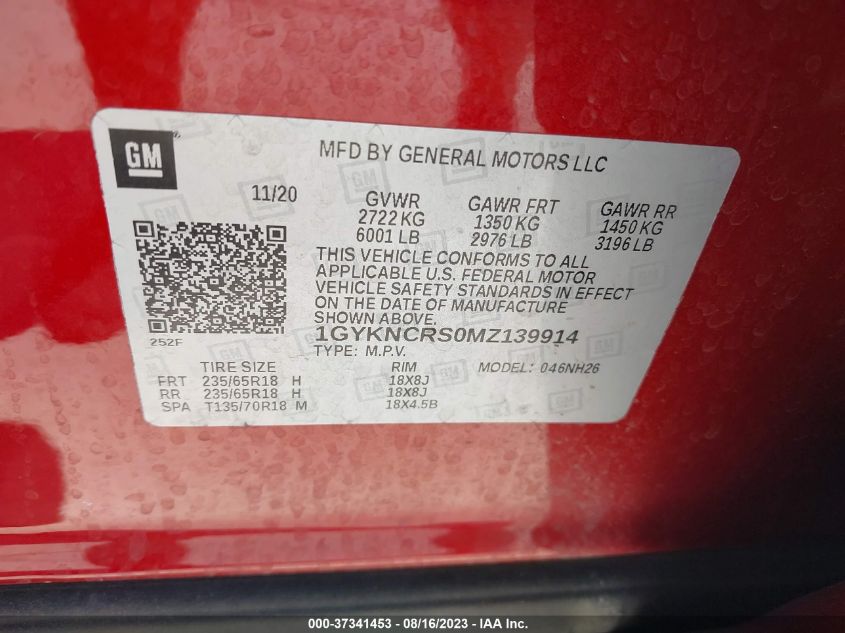 GM
MFD BY GENERAL MOTORS LLC
11/20
GVWR GAWR FRT GAWR RR
2722 KG 1350 KG 1450 KG
6001 LB 2976 LB 3196 LB
THIS VEHICLE CONFORMS TO ALL
APPLICABLE U.S. FEDERAL MOTOR
VEHICLE SAFETY STANDARDS IN EFFECT
ON THE DATE OF MANUFACTURE
SHOWN ABOVE.
252F
1GYKNCRS0MZ139914
TYPE: M.P.V.
TIRE SIZE RIM MODEL: 046NH26
FRT 235/65R18 H 18X8J
RR 235/65R18 H 18X8J
SPA T135/70R18 M 18X4.5B
000-37341453 - 08/16/2023 - IAA Inc.